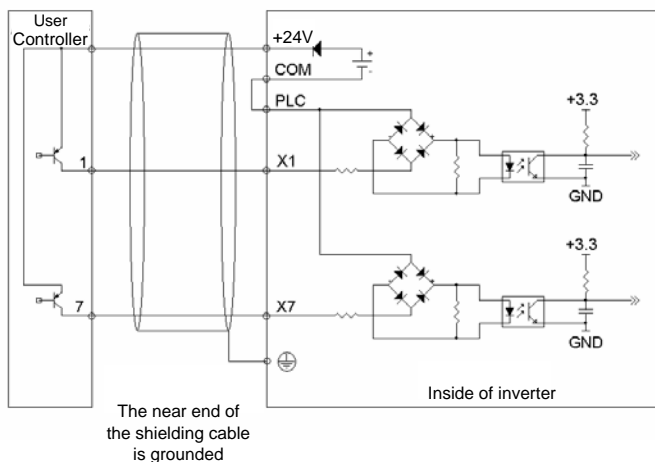 User
Controller
+24V
+
-
COM
PLC
+3.3
1
X1
-
+
GND
+3.3
7
X7
-
+
GND
The near end of
the shielding cable
is grounded
Inside of inverter